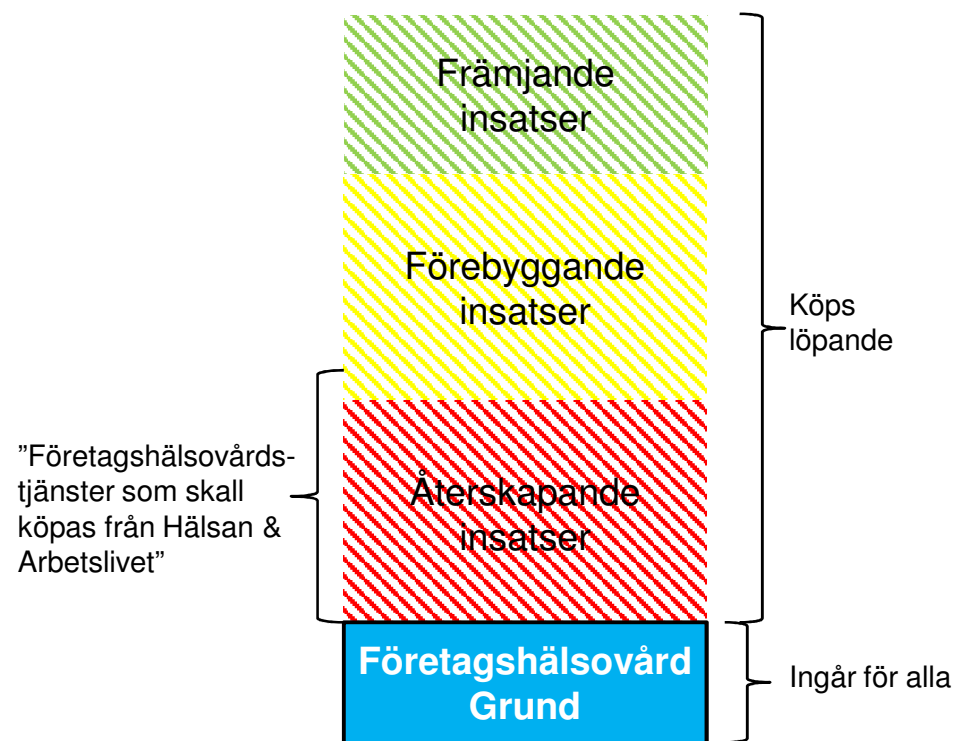 Främjande
insatser
Förebyggande
insatser
Köps
löpande
”Företagshälsovårds-
tjänster som skall
köpas från Hälsan &
Arbetslivet”
Återskapande
insatser
Företagshälsovård
Grund
Ingår för alla